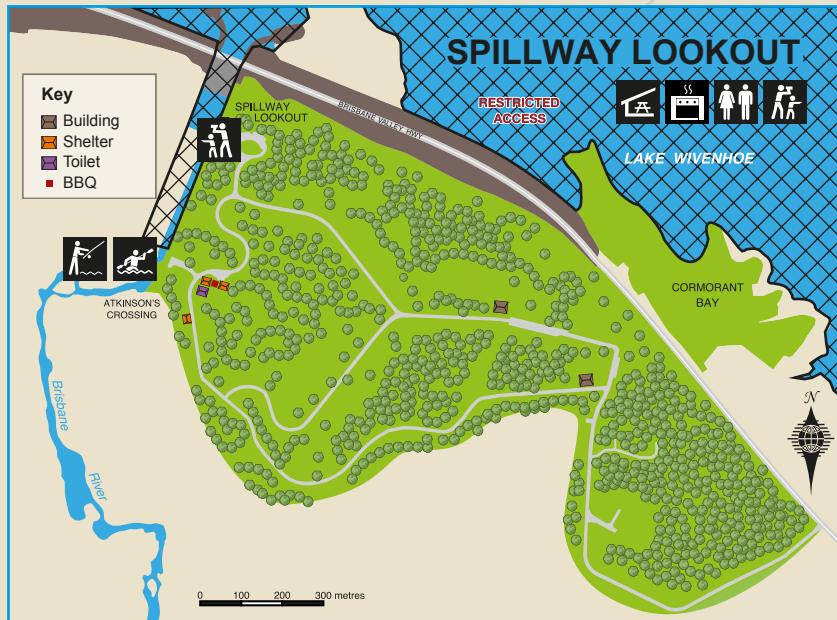 SPILLWAY LOOKOUT
RESTRICTED
ACCESS
LAKE WIVENHOE
Key
Building
Shelter
Toilet
BBQ
SPILLWAY
LOOKOUT
BRISBANE VALLEY HWY
ATKINSON'S
CROSSING
CORMORANT
BAY
Brisbane
River
N
0 100 200 300 metres